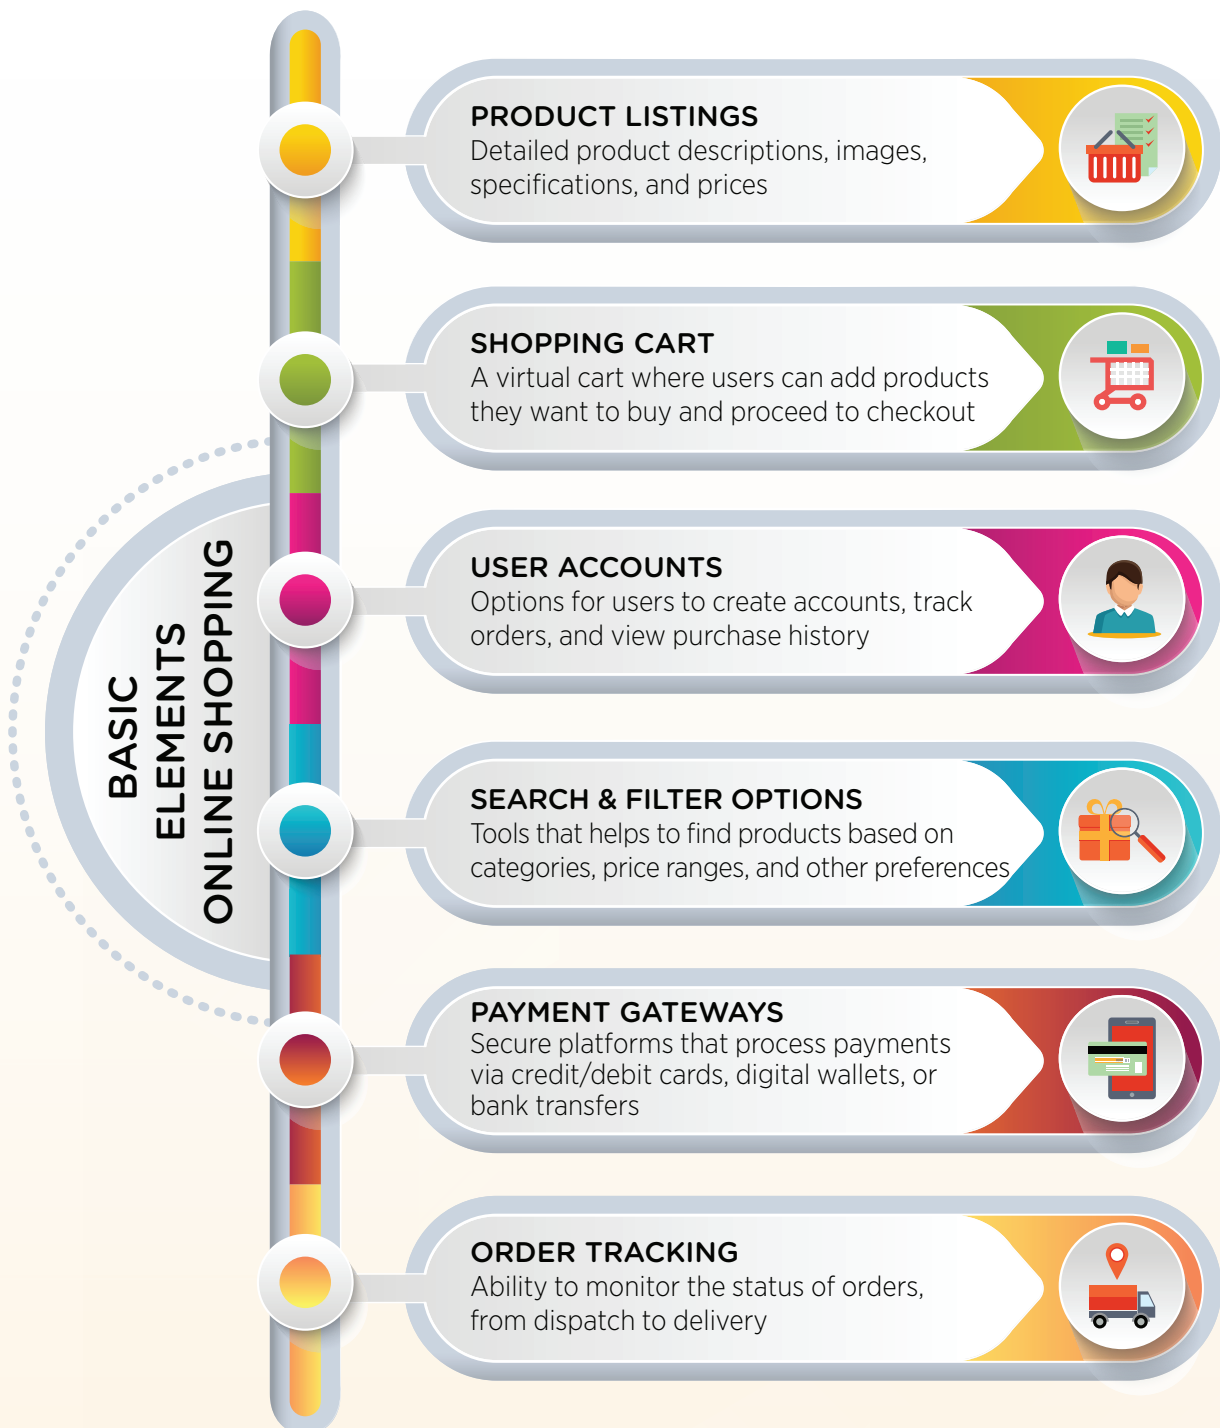 BASIC
ELEMENTS
ONLINE SHOPPING
PRODUCT LISTINGS
Detailed product descriptions, images,
specifications, and prices
SHOPPING CART
A virtual cart where users can add products
they want to buy and proceed to checkout
USER ACCOUNTS
Options for users to create accounts, track
orders, and view purchase history
SEARCH & FILTER OPTIONS
Tools that helps to find products based on
categories, price ranges, and other preferences
PAYMENT GATEWAYS
Secure platforms that process payments
via credit/debit cards, digital wallets, or
bank transfers
ORDER TRACKING
Ability to monitor the status of orders,
from dispatch to delivery